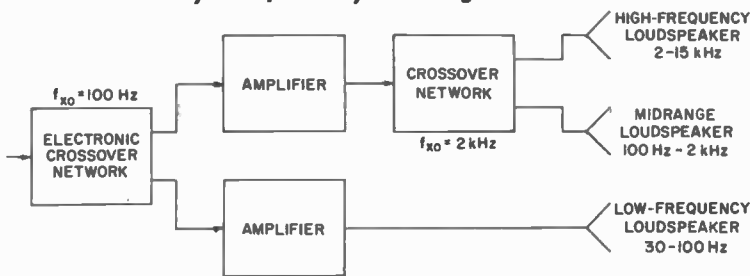 HIGH-FREQUENCY
LOUDSPEAKER
2-15 kHz
AMPLIFIER
CROSSOVER
NETWORK
fxo = 100 Hz
fxo = 2 kHz
ELECTRONIC
CROSSOVER
NETWORK
MIDRANGE
LOUDSPEAKER
100 Hz - 2 kHz
AMPLIFIER
LOW-FREQUENCY
LOUDSPEAKER
30-100 Hz